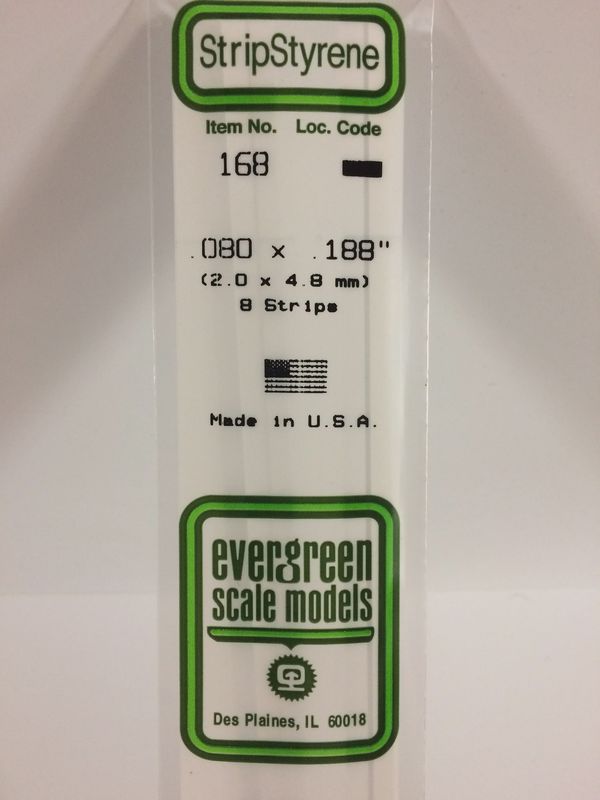 StripStyrene
Item No. Loc. Code
168
.080 x .188"
(2.0 x 4.8 mm)
8 Strips
Made in U.S.A.
evergreen
scale models
Des Plaines, IL 60018